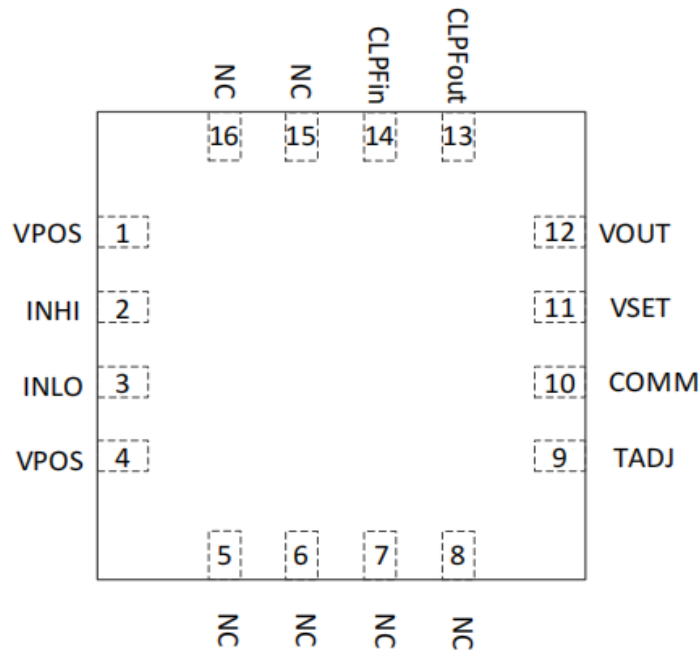 NC NC CLPFin CLPFout
16 15 14 13
VPOS 1 12 VOUT
INHI 2 11 VSET
INLO 3 10 COMM
VPOS 4 9 TADJ
5 6 7 8
NC NC NC NC